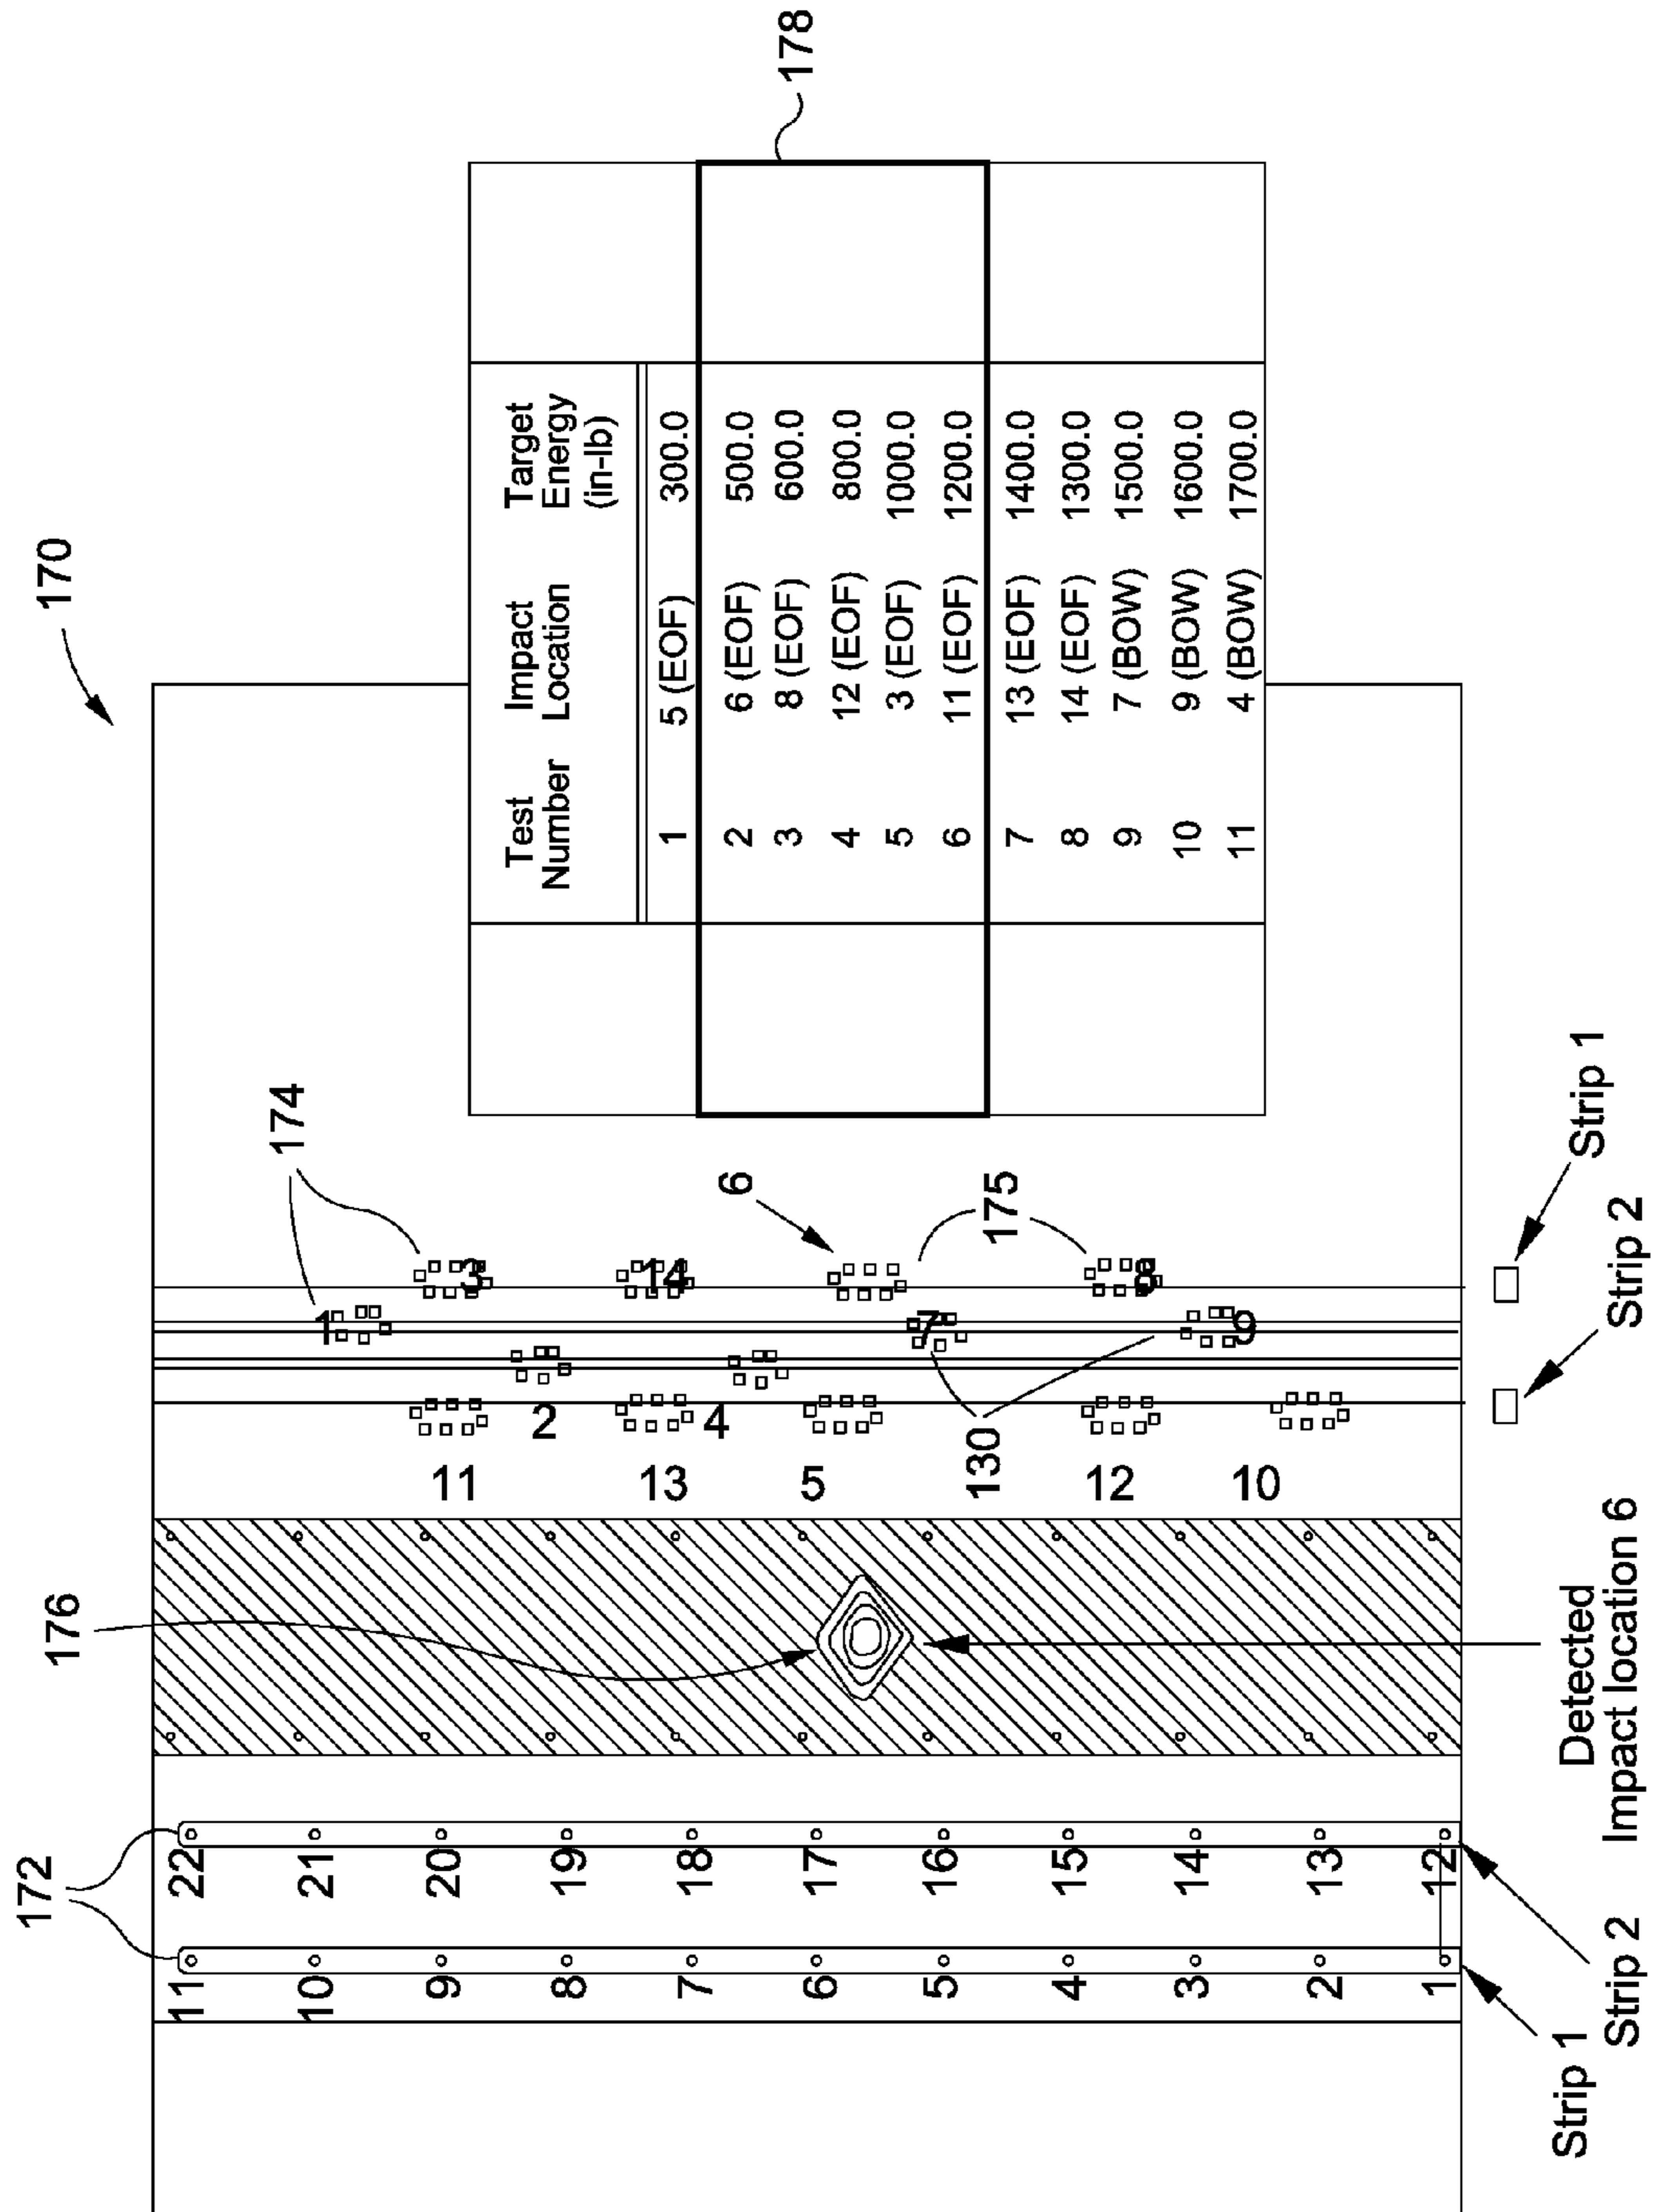 170
172
176
174
178
11 10 9 8 7 6 5 4 3 2 1
22 21 20 19 18 17 16 15 14 13 12
Strip 1
Strip 2
Detected
Impact location 6
11 13 5 12 10
2 4
1 7 9
3 14 6 8
130
175
Strip 2
Strip 1
Test Impact Target
Number Location Energy
(in-lb)
1 5 (EOF) 300.0
2 6 (EOF) 500.0
3 8 (EOF) 600.0
4 12 (EOF) 800.0
5 3 (EOF) 1000.0
6 11 (EOF) 1200.0
7 13 (EOF) 1400.0
8 14 (EOF) 1300.0
9 7 (BOW) 1500.0
10 9 (BOW) 1600.0
11 4 (BOW) 1700.0